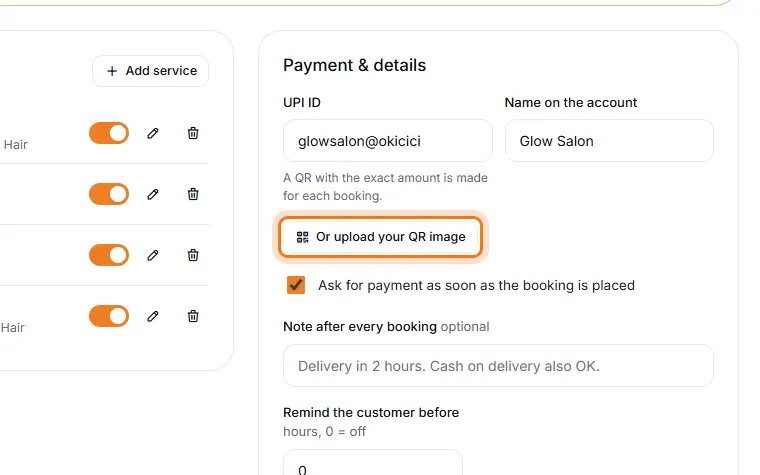 Add service
Hair
Hair
Payment & details
UPI ID
Name on the account
glowsalon@okicici
Glow Salon
A QR with the exact amount is made
for each booking.
Or upload your QR image
Ask for payment as soon as the booking is placed
Note after every booking optional
Delivery in 2 hours. Cash on delivery also OK.
Remind the customer before
hours, 0 = off
0